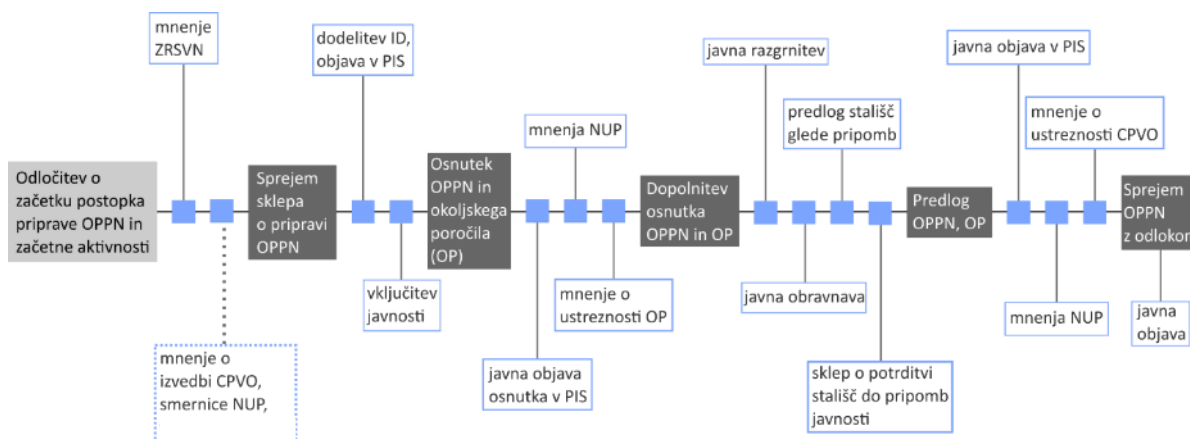 mnenje
ZRSVN
dodelitev ID,
objava v PIS
mnenja NUP
javna razgrnitev
predlog stališč
glede pripomb
javna objava v PIS
mnenje o
ustreznosti CPVO
Odločitev o
začetku postopka
priprave OPPN in
začetne aktivnosti
Sprejem
sklepa
o pripravi
OPPN
Osnutek
OPPN in
okoljskega
poročila
(OP)
Dopolnitev
osnutka
OPPN in OP
Predlog
OPPN, OP
Sprejem
OPPN
z odlokom
mnenje o
izvedbi CPVO,
smernice NUP,
vključitev
javnosti
javna objava
osnutka v PIS
mnenje o
ustreznosti OP
javna obravnava
sklep o potrditvi
stališč do pripomb
javnosti
mnenja NUP
javna
objava